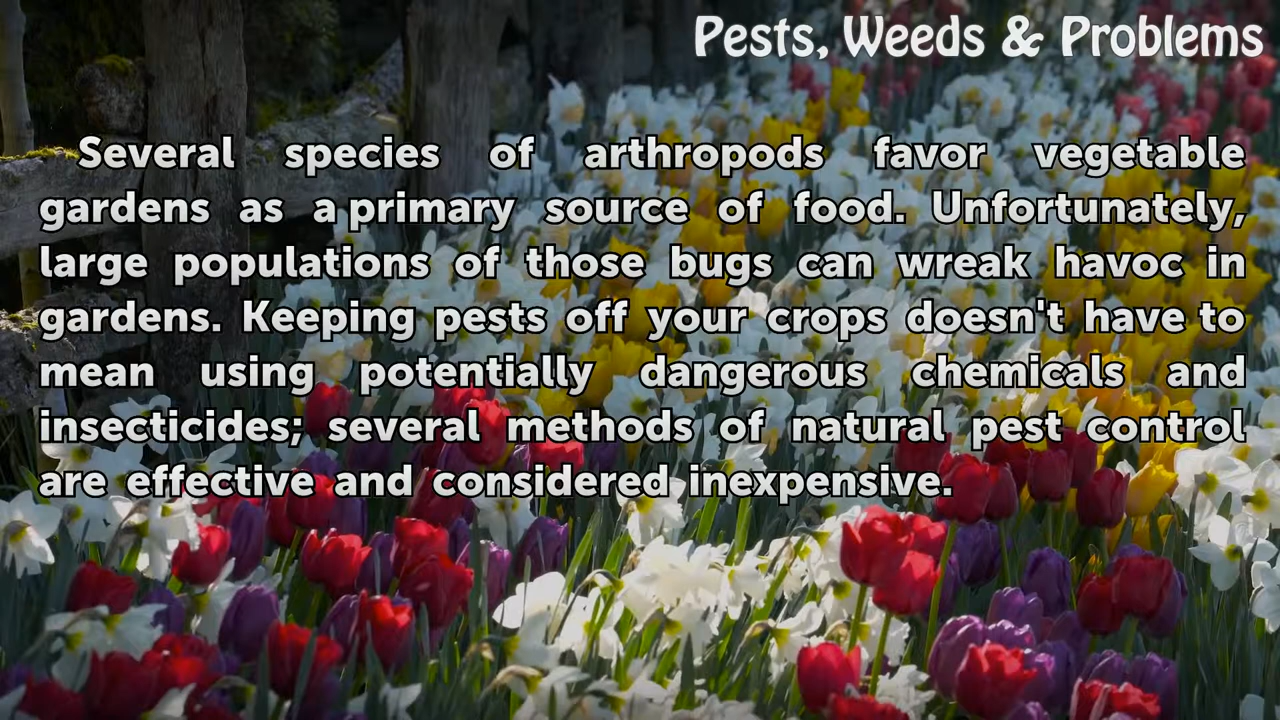 Pests, Weeds & Problems
Several species of arthropods favor vegetable
gardens as a primary source of food. Unfortunately,
large populations of those bugs can wreak havoc in
gardens. Keeping pests off your crops doesn't have to
mean using potentially dangerous chemicals and
insecticides; several methods of natural pest control
are effective and considered inexpensive.